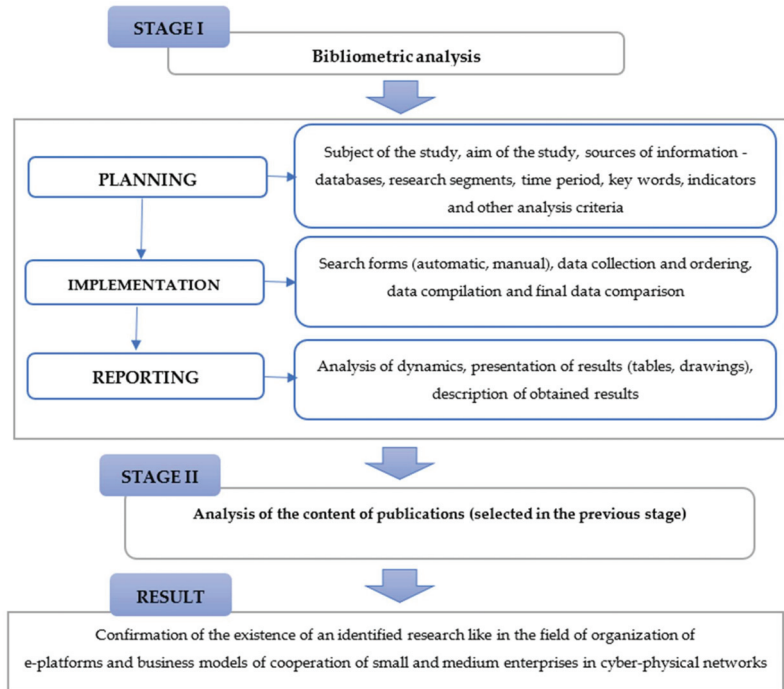 STAGE I
Bibliometric analysis
PLANNING
Subject of the study, aim of the study, sources of information -
databases, research segments, time period, key words, indicators
and other analysis criteria
IMPLEMENTATION
Search forms (automatic, manual), data collection and ordering,
data compilation and final data comparison
REPORTING
Analysis of dynamics, presentation of results (tables, drawings),
description of obtained results
STAGE II
Analysis of the content of publications (selected in the previous stage)
RESULT
Confirmation of the existence of an identified research like in the field of organization of
e-platforms and business models of cooperation of small and medium enterprises in cyber-physical networks